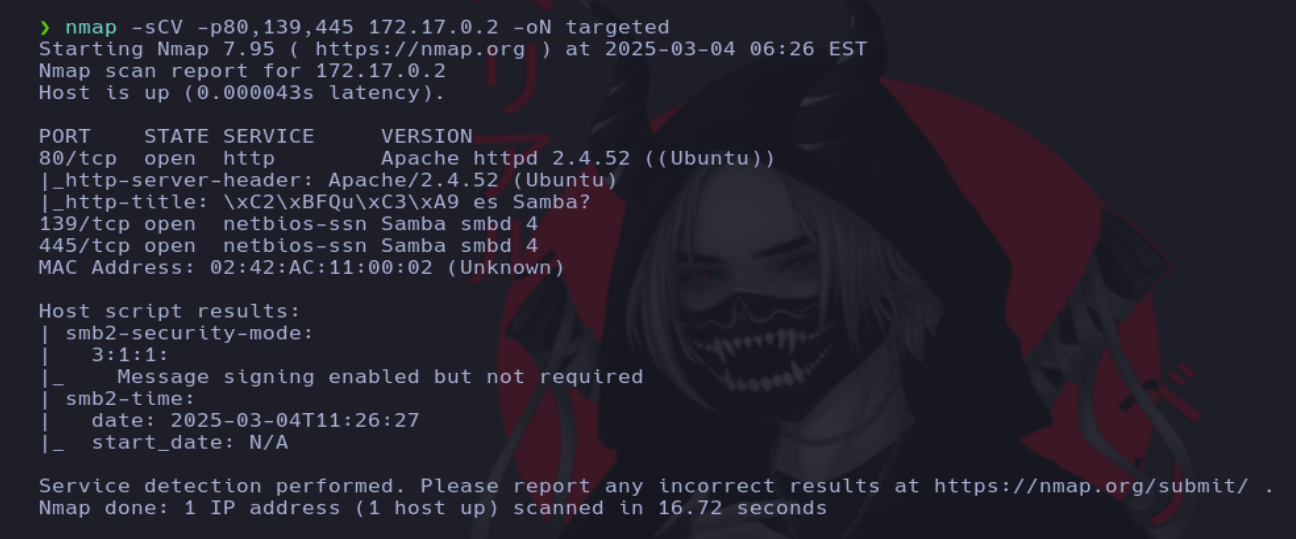 ❯ nmap -sCV -p80,139,445 172.17.0.2 -oN targeted
Starting Nmap 7.95 ( https://nmap.org ) at 2025-03-04 06:26 EST
Nmap scan report for 172.17.0.2
Host is up (0.000043s latency).

PORT    STATE SERVICE     VERSION
80/tcp  open  http        Apache httpd 2.4.52 ((Ubuntu))
|_http-server-header: Apache/2.4.52 (Ubuntu)
|_http-title: \xC2\xBFQu\xC3\xA9 es Samba?
139/tcp open  netbios-ssn Samba smbd 4
445/tcp open  netbios-ssn Samba smbd 4
MAC Address: 02:42:AC:11:00:02 (Unknown)

Host script results:
| smb2-security-mode:
|   3:1:1:
|_    Message signing enabled but not required
| smb2-time:
|   date: 2025-03-04T11:26:27
|_  start_date: N/A

Service detection performed. Please report any incorrect results at https://nmap.org/submit/ .
Nmap done: 1 IP address (1 host up) scanned in 16.72 seconds